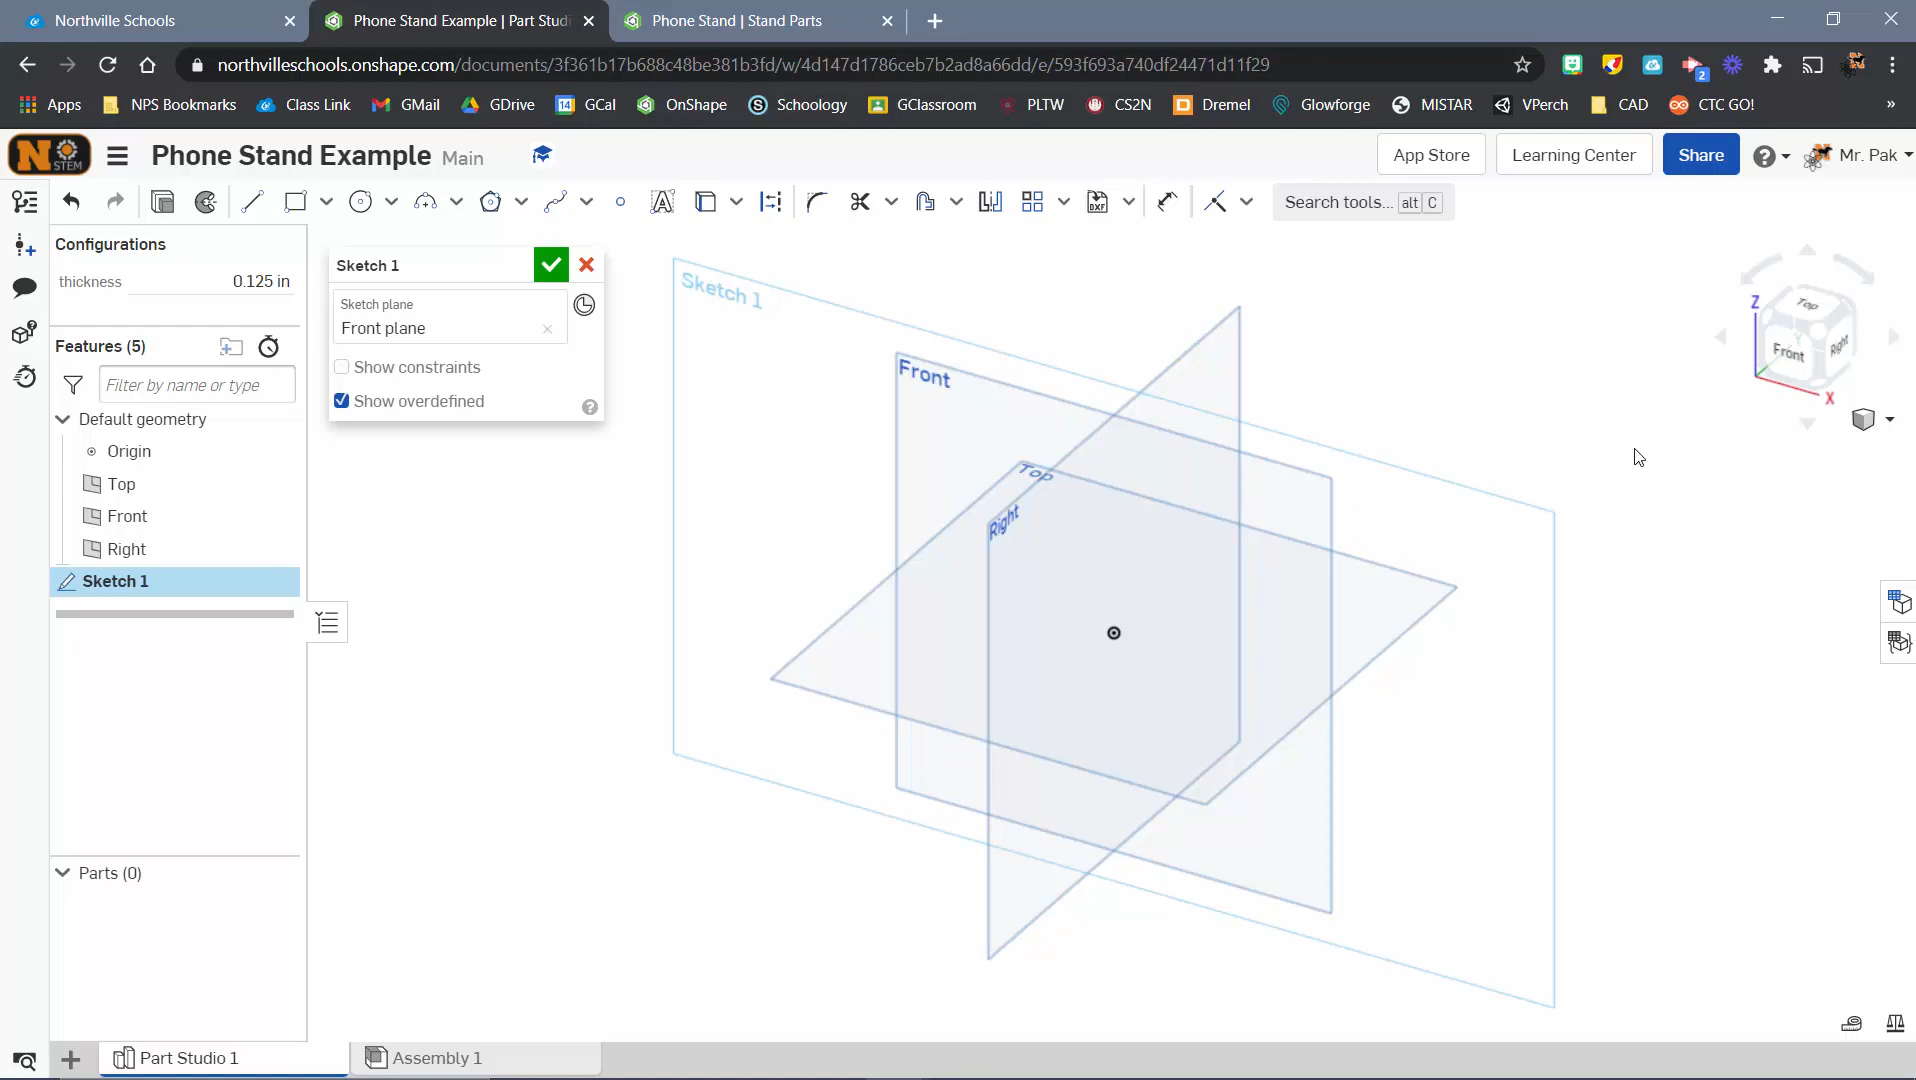 Northville Schools
Phone Stand Example | Part Studi
Phone Stand | Stand Parts
northvilleschools.onshape.com/documents/3f361b17b688c48be381b3fd/w/4d147d1786ceb7b2ad8a66dd/e/593f693a740df24471d11f29
2
Apps
NPS Bookmarks
Class Link
GMail
GDrive
14
GCal
OnShape
Schoology
GClassroom
PLTW
CS2N
Dremel
Glowforge
MISTAR
VPerch
CAD
CTC GO!
»
N STEM
Phone Stand Example Main
App Store
Learning Center
Share
Mr. Pak
DXF
Search tools... alt C
Configurations
thickness 0.125 in
Features (5)
Filter by name or type
Default geometry
Origin
Top
Front
Right
Sketch 1
Parts (0)
Sketch 1
Sketch plane
Front plane
Show constraints
Show overdefined
Sketch 1
Front
Top
Right
Z
Top
Y
Front
Right
X
Part Studio 1
Assembly 1